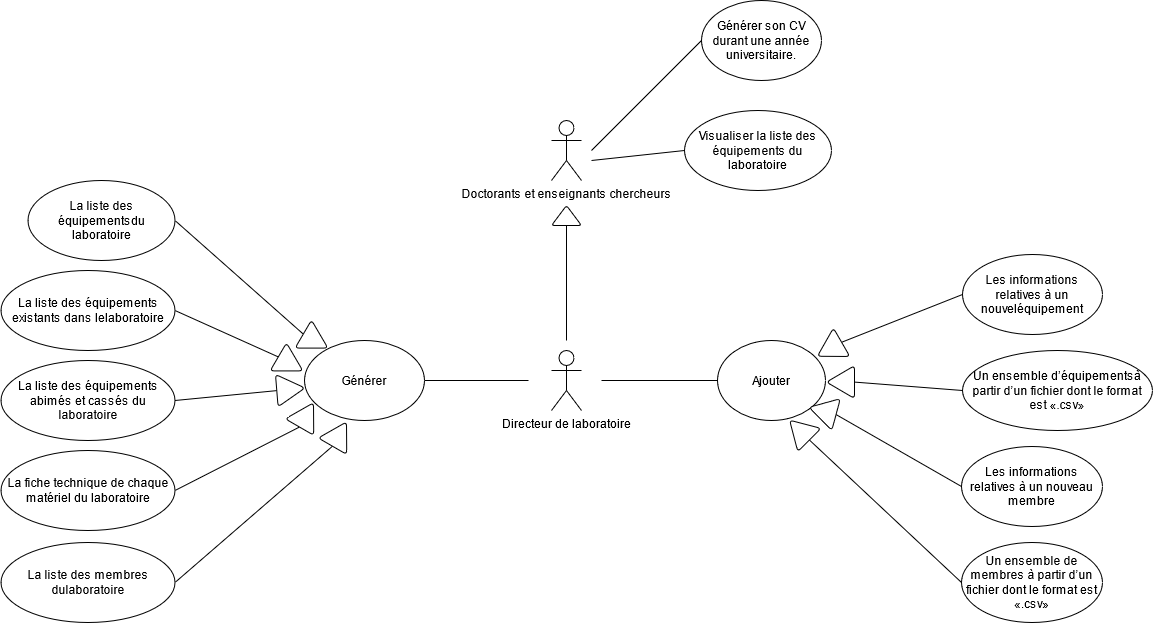 Générer son CV
durant une année
universitaire.
Visualiser la liste des
équipements du
laboratoire
Doctorants et enseignants chercheurs
La liste des
équipementsdu
laboratoire
La liste des équipements
existants dans lelaboratoire
La liste des équipements
abimés et cassés du
laboratoire
La fiche technique de chaque
matériel du laboratoire
La liste des membres
dulaboratoire
Générer
Directeur de laboratoire
Ajouter
Les informations
relatives à un
nouveléquipement
Un ensemble d’équipementsà
partir d’un fichier dont le format
est «.csv»
Les informations
relatives à un nouveau
membre
Un ensemble de
membres à partir d’un
fichier dont le format est
«.csv»